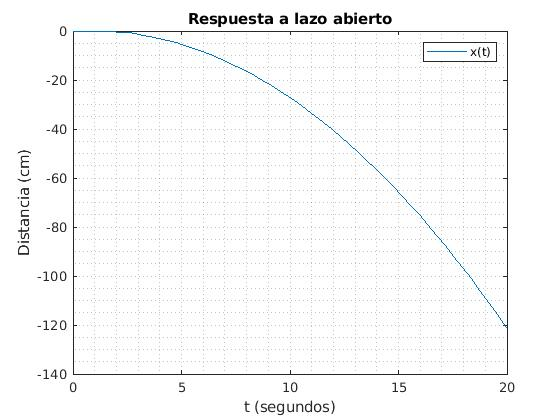 Respuesta a lazo abierto
x(t)
Distancia (cm)
0
-20
-40
-60
-80
-100
-120
-140
0 5 10 15 20
t (segundos)